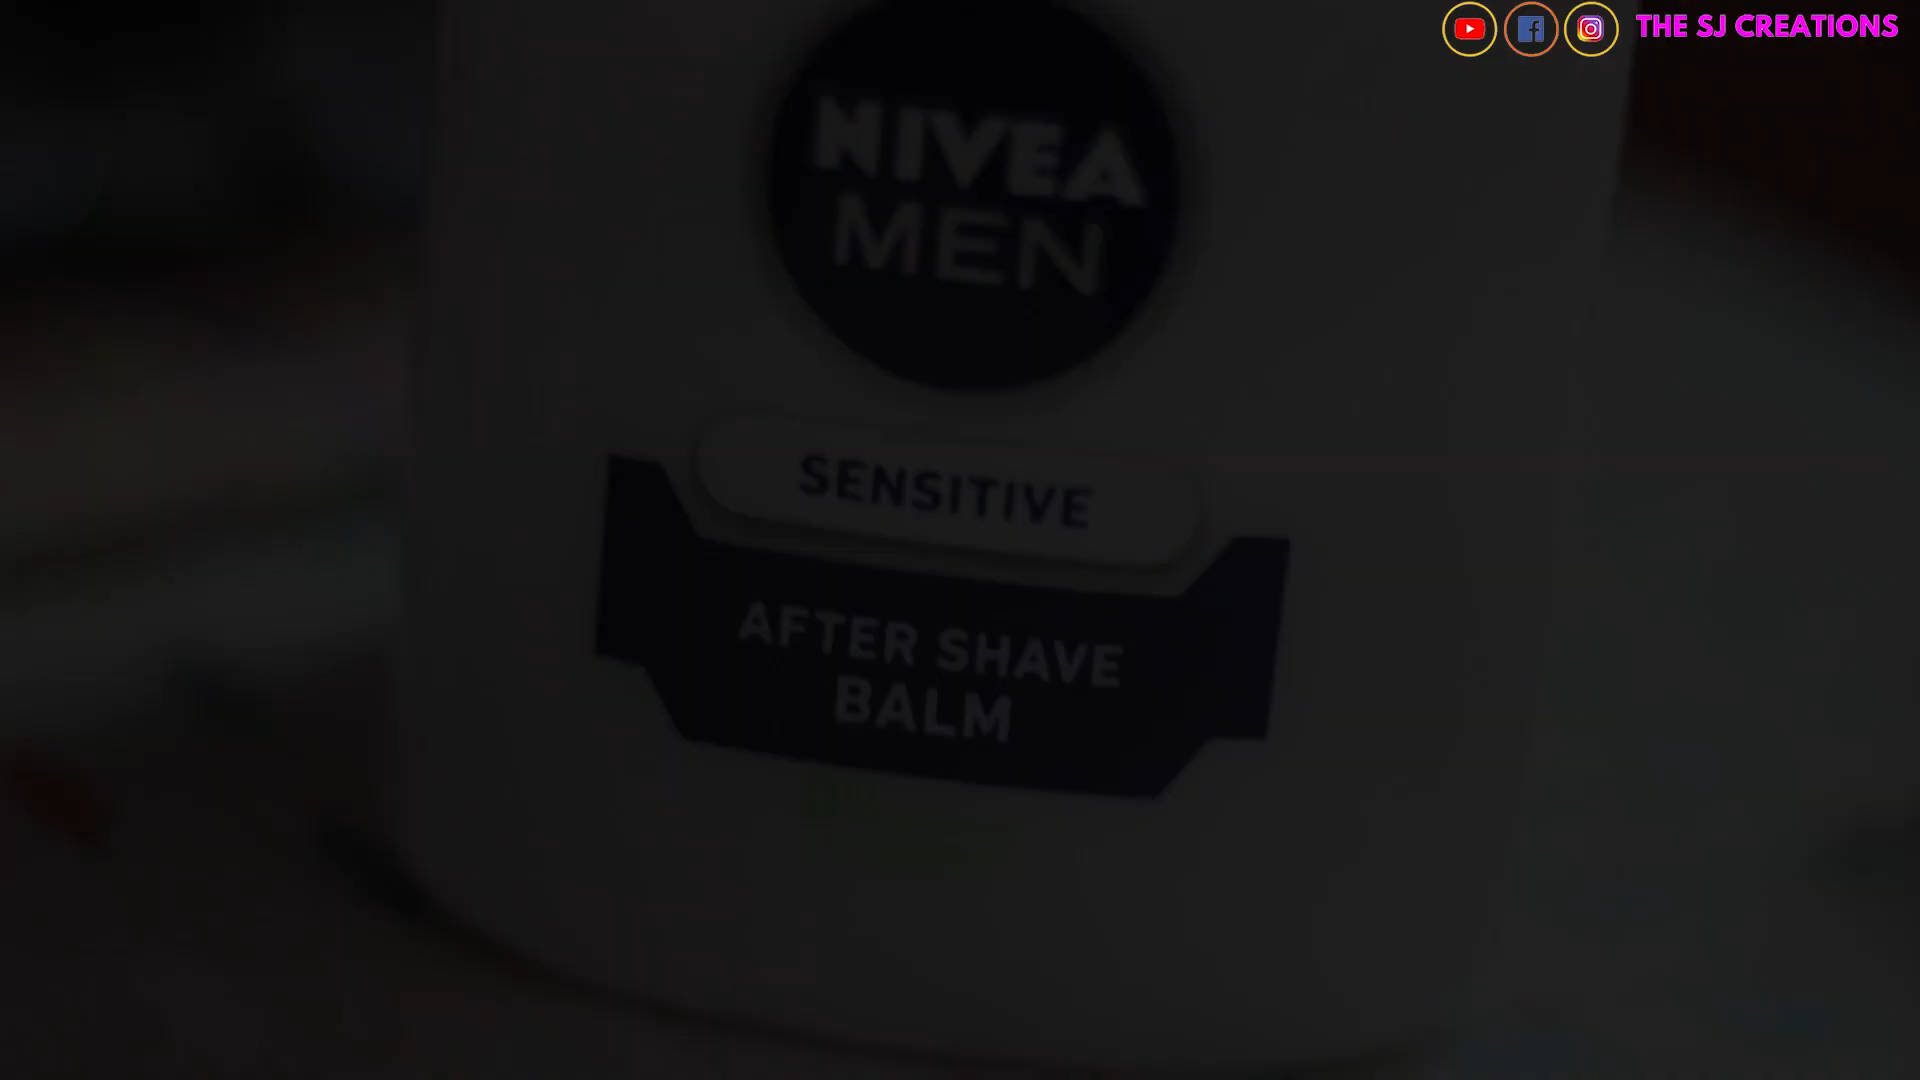 THE SJ CREATIONS
NIVEA
MEN
SENSITIVE
AFTER SHAVE
BALM